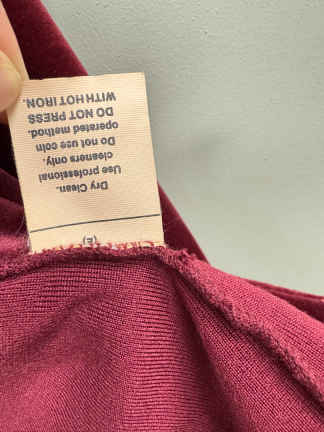 (E)
Dry Clean.
Use professional
cleaners only.
Do not use coin
operated method.
DO NOT PRESS
WITH HOT IRON.